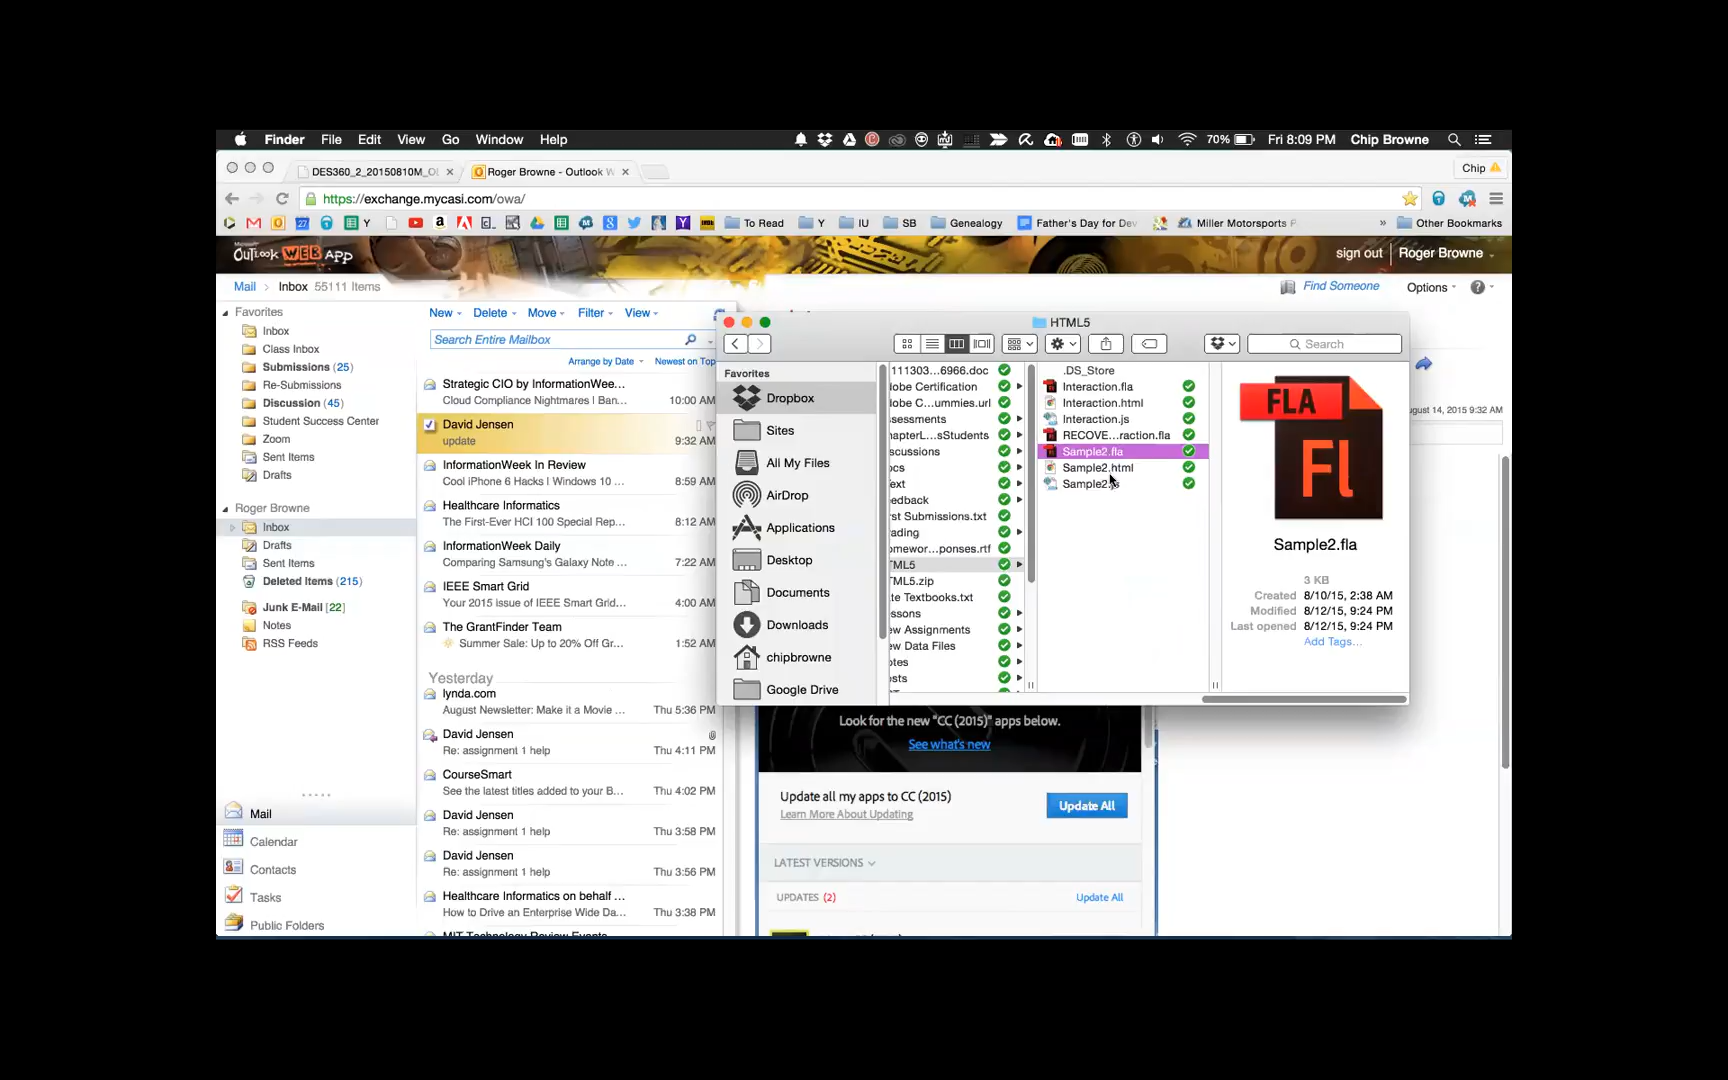 Finder File Edit View Go Window Help
70% Fri 8:09 PM Chip Browne
DES360_2_20150810M_O
Roger Browne - Outlook W
Chip
https://exchange.mycasi.com/owa/
Y
To Read
Y
IU
SB
Genealogy
Father's Day for Dev
Miller Motorsports P
»
Other Bookmarks
Outlook WEB App
sign out
Roger Browne
Mail > Inbox 55111 Items
Find Someone
Options
Favorites
Inbox
Class Inbox
Submissions (25)
Re-Submissions
Discussion (45)
Student Success Center
Zoom
Sent Items
Drafts
Roger Browne
Inbox
Drafts
Sent Items
Deleted Items (215)
Junk E-Mail [22]
Notes
RSS Feeds
Mail
Calendar
Contacts
Tasks
Public Folders
New Delete Move Filter View
Search Entire Mailbox
Arrange by Date Newest on Top
Strategic CIO by InformationWee...
Cloud Compliance Nightmares | Ban... 10:00 AM
David Jensen
update 9:32 AM
InformationWeek In Review
Cool iPhone 6 Hacks | Windows 10 ... 8:59 AM
Healthcare Informatics
The First-Ever HCI 100 Special Rep... 8:12 AM
InformationWeek Daily
Comparing Samsung's Galaxy Note ... 7:22 AM
IEEE Smart Grid
Your 2015 issue of IEEE Smart Grid... 4:00 AM
The GrantFinder Team
Summer Sale: Up to 20% Off Gr... 1:52 AM
Yesterday
lynda.com
August Newsletter: Make it a Movie ... Thu 5:36 PM
David Jensen
Re: assignment 1 help Thu 4:11 PM
CourseSmart
See the latest titles added to your B... Thu 4:02 PM
David Jensen
Re: assignment 1 help Thu 3:58 PM
David Jensen
Re: assignment 1 help Thu 3:56 PM
Healthcare Informatics on behalf ...
How to Drive an Enterprise Wide Da... Thu 3:38 PM
MIT Technology Review Events
HTML5
Search
Favorites
Dropbox
Sites
All My Files
AirDrop
Applications
Desktop
Documents
Downloads
chipbrowne
Google Drive
111303...6966.doc
dobe Certification
dobe C...ummies.url
sessments
hapterL...sStudents
scussions
ocs
ext
edback
rst Submissions.txt
rading
omewor...ponses.rtf
TML5
TML5.zip
te Textbooks.txt
ssons
ew Assignments
ew Data Files
otes
sts
.DS_Store
Interaction.fla
Interaction.html
Interaction.js
RECOVE...raction.fla
Sample2.fla
Sample2.html
FLA
Fl
Sample2.fla
3 KB
Created 8/10/15, 2:38 AM
Modified 8/12/15, 9:24 PM
Last opened 8/12/15, 9:24 PM
Add Tags...
ugust 14, 2015 9:32 AM
Look for the new "CC (2015)" apps below.
See what's new
Update all my apps to CC (2015)
Learn More About Updating
Update All
LATEST VERSIONS
UPDATES (2)
Update All